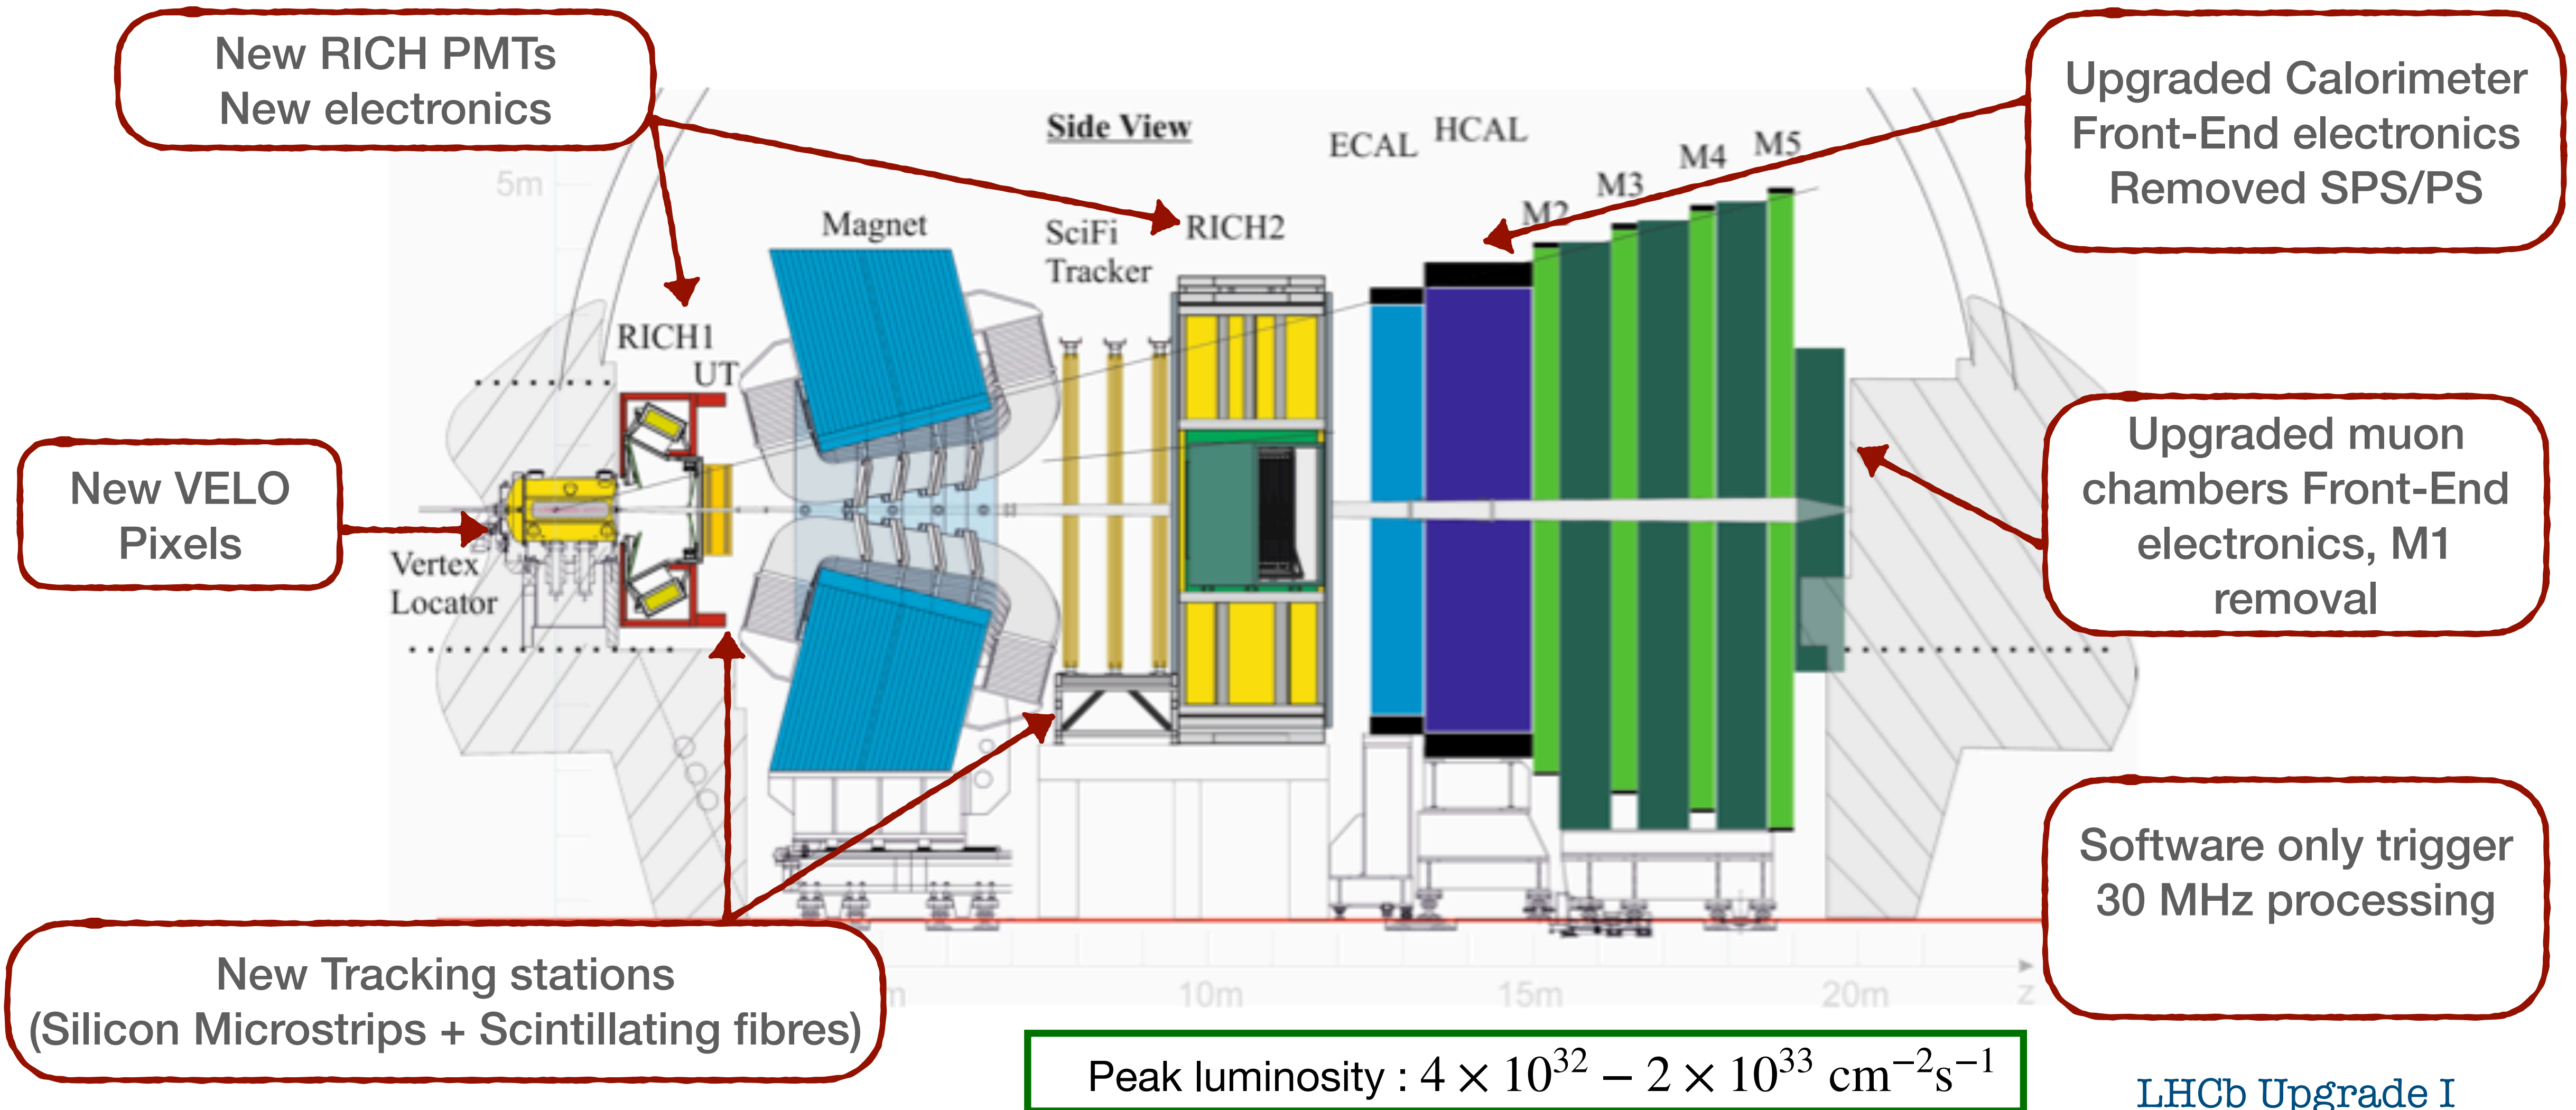 New RICH PMTs
New electronics
Upgraded Calorimeter
Front-End electronics
Removed SPS/PS
Side View
ECAL
HCAL
M2
M3
M4
M5
5m
Magnet
SciFi
Tracker
RICH2
RICH1
UT
New VELO
Pixels
Vertex
Locator
Upgraded muon
chambers Front-End
electronics, M1
removal
Software only trigger
30 MHz processing
New Tracking stations
(Silicon Microstrips + Scintillating fibres)
m
10m
15m
20m
z
Peak luminosity : 4 × 10³² – 2 × 10³³ cm⁻²s⁻¹
LHCb Upgrade I